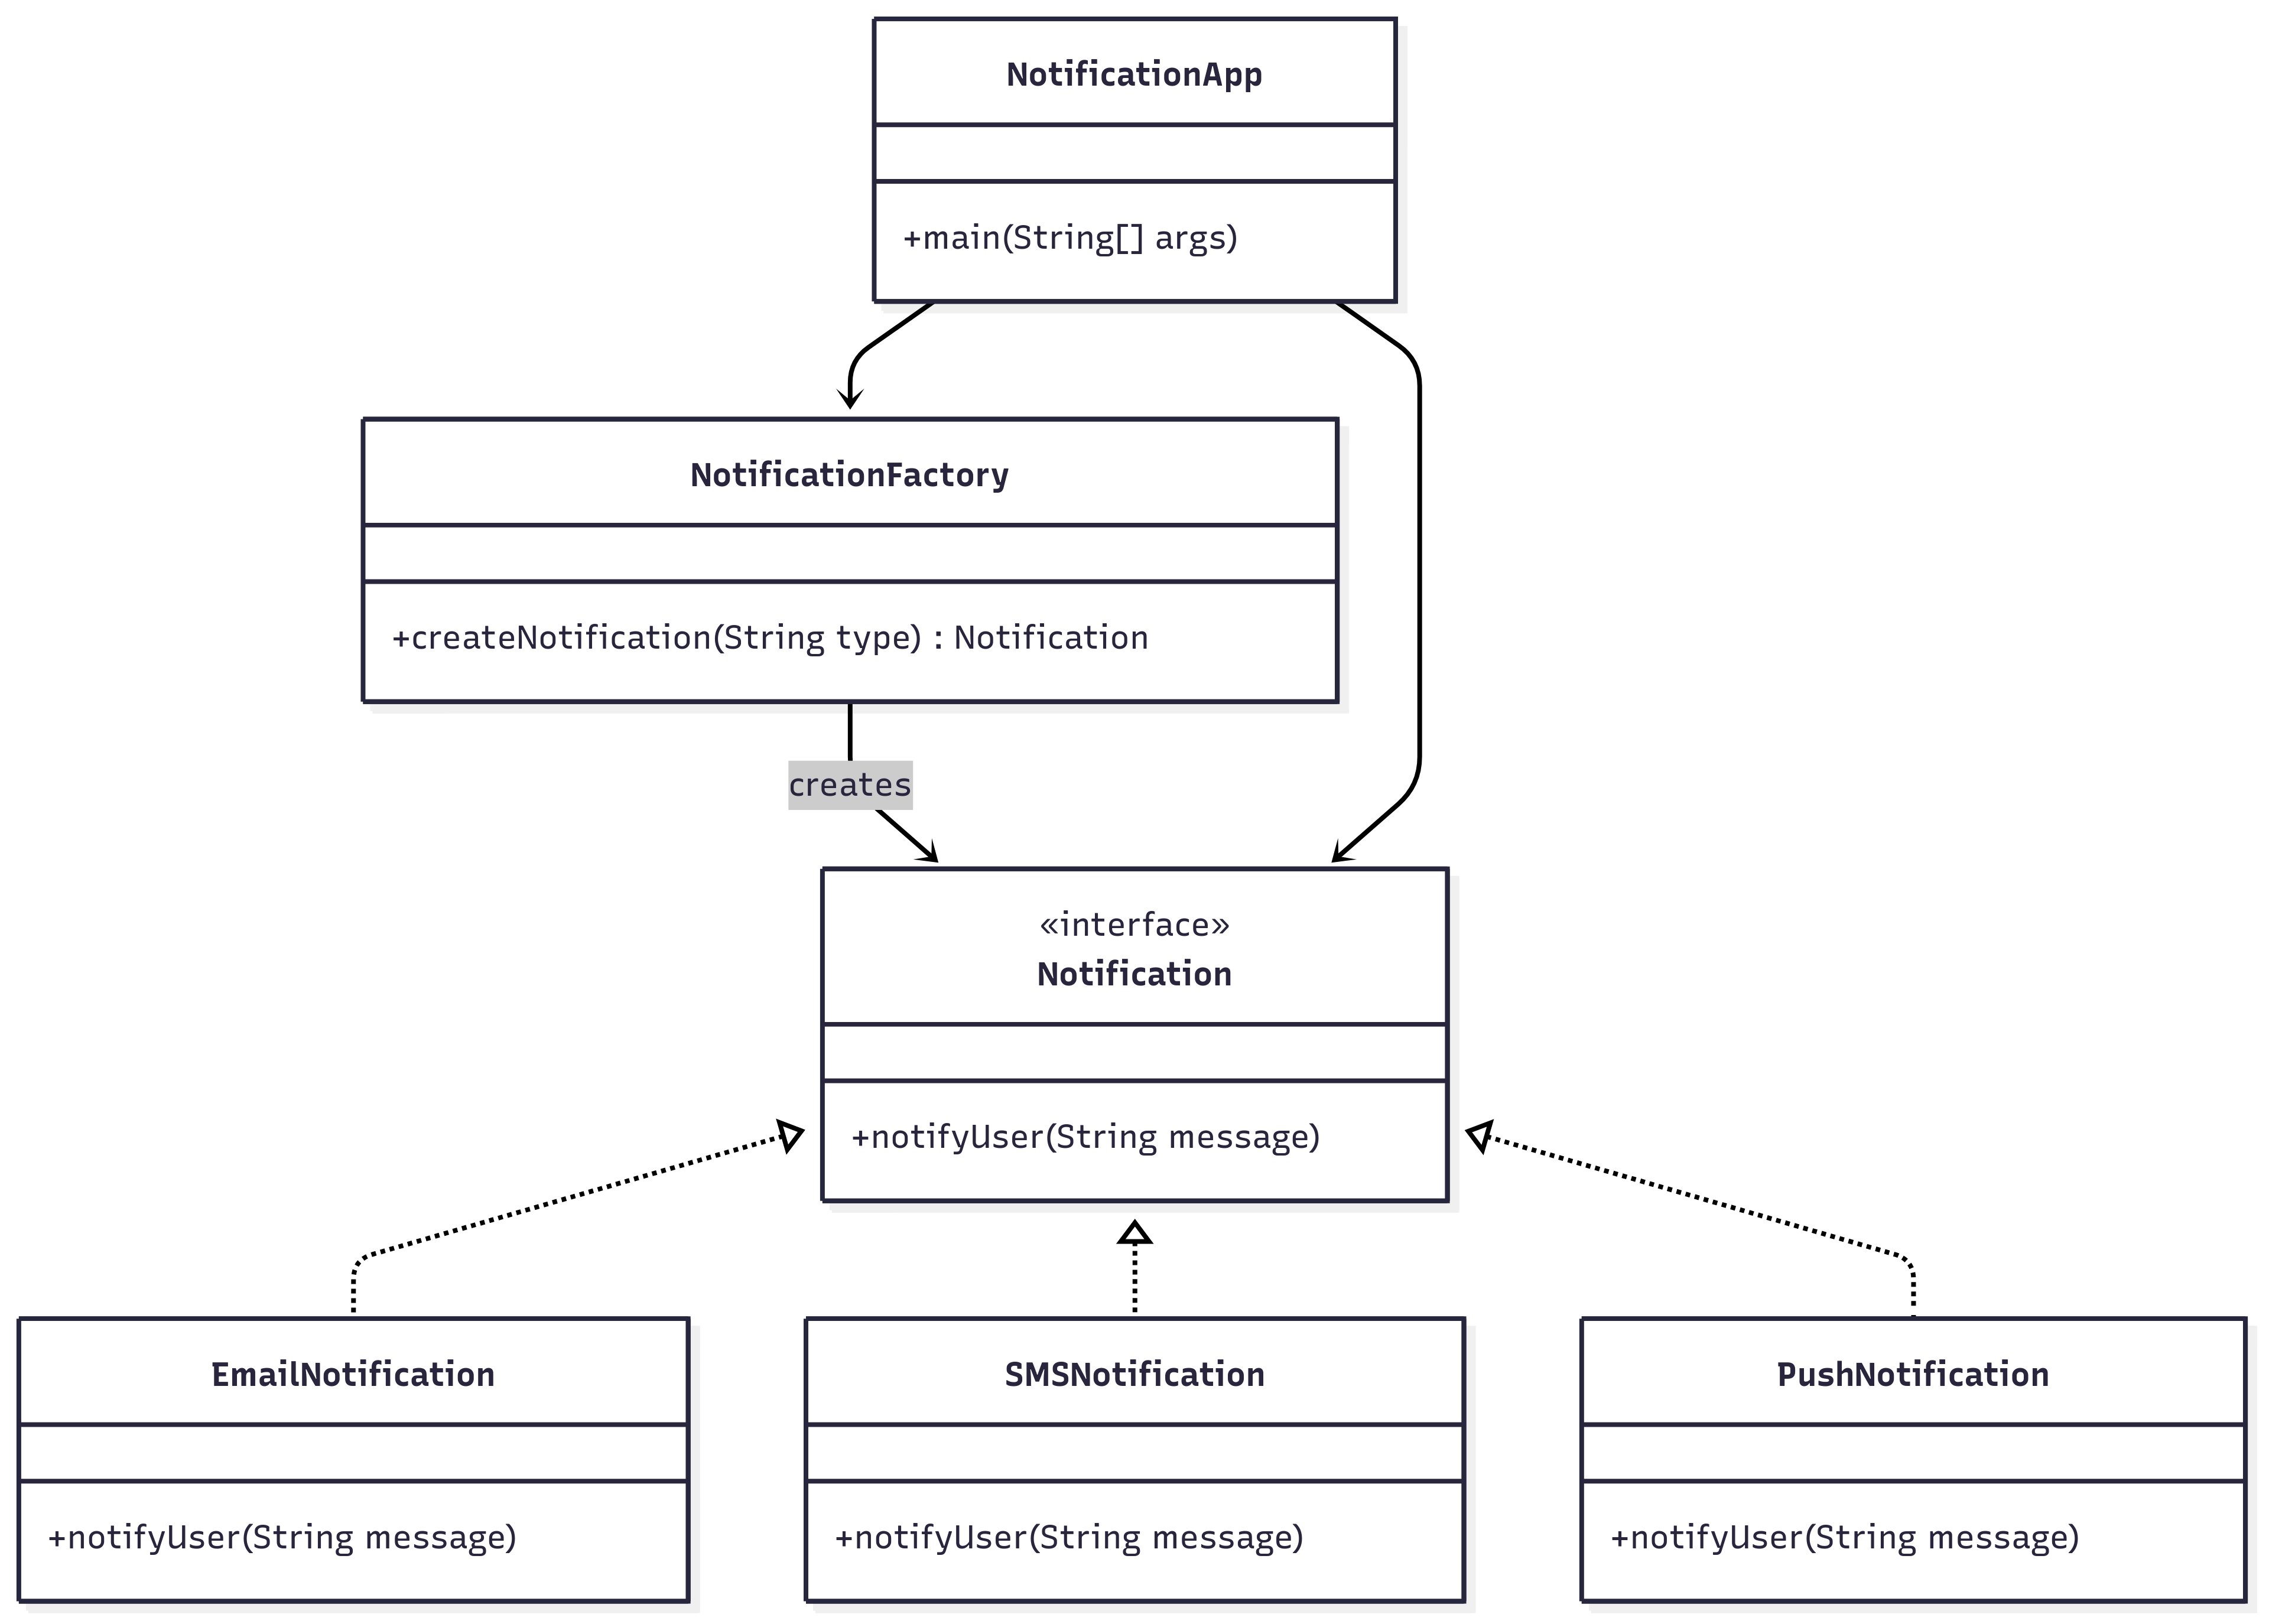 NotificationApp
+main(String[] args)
NotificationFactory
+createNotification(String type) : Notification
creates
«interface»
Notification
+notifyUser(String message)
EmailNotification
+notifyUser(String message)
SMSNotification
+notifyUser(String message)
PushNotification
+notifyUser(String message)